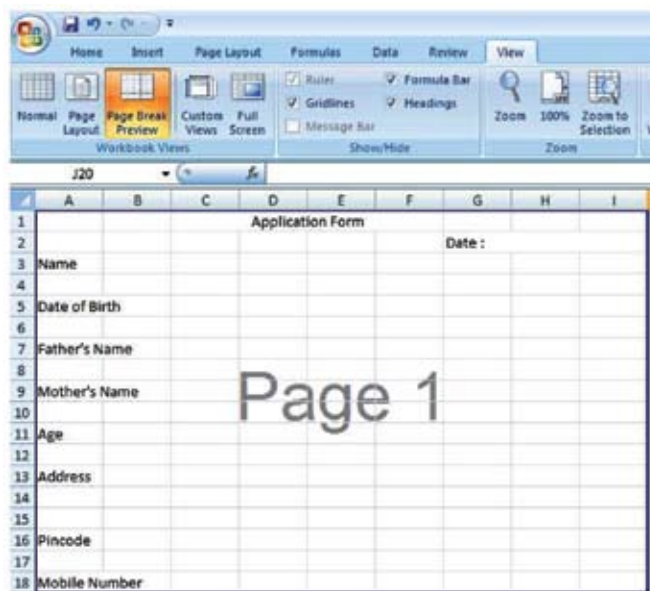 Home Insert Page Layout Formulas Data Review View
Normal Page Layout Page Break Preview Custom Views Full Screen
Workbook Views
Ruler Formula Bar
Gridlines Headings
Message Bar
Show/Hide
Zoom 100% Zoom to Selection
Zoom
J20 fx
A B C D E F G H I
1 Application Form
2 Date :
3 Name
4
5 Date of Birth
6
7 Father's Name
8
9 Mother's Name
Page 1
10
11 Age
12
13 Address
14
15
16 Pincode
17
18 Mobile Number